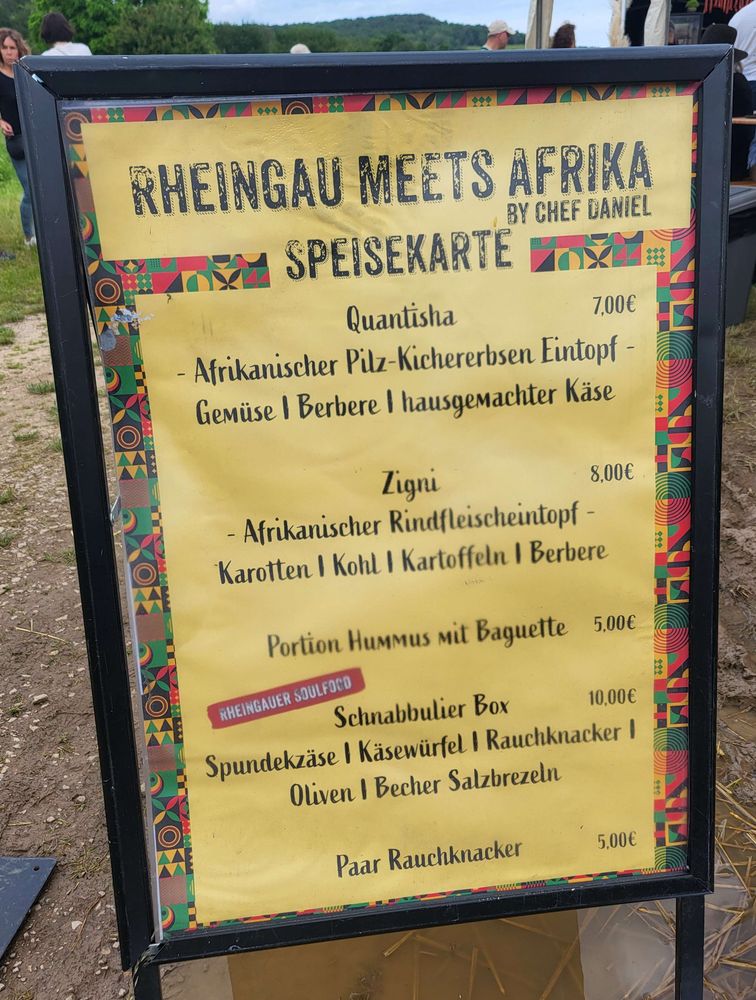 RHEINGAU MEETS AFRIKA
BY CHEF DANIEL
SPEISEKARTE
Quantisha 7,00€
- Afrikanischer Pilz-Kichererbsen Eintopf -
Gemüse | Berbere | hausgemachter Käse
Zigni 8,00€
- Afrikanischer Rindfleischeintopf -
Karotten | Kohl | Kartoffeln | Berbere
Portion Hummus mit Baguette 5,00€
RHEINGAUER SOULFOOD
Schnabbulier Box 10,00€
Spundekzäse | Käsewürfel | Rauchknacker |
Oliven | Becher Salzbrezeln
Paar Rauchknacker 5,00€